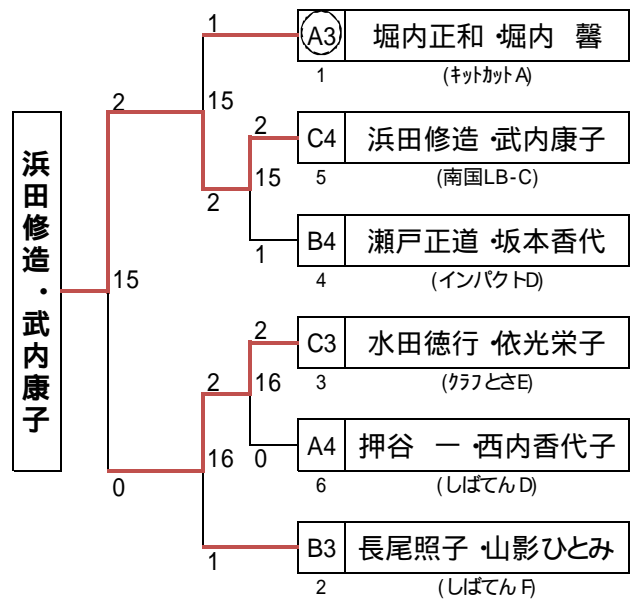 浜田修造・武内康子
1
A3 堀内正和・堀内 馨
1 (キットカットA)
2
15
2
C4 浜田修造・武内康子
15
5 (南国LB-C)
2
1
B4 瀬戸正道・坂本香代
4 (インパクトD)
15
2
C3 水田徳行・依光栄子
2
16
3 (クラブとさE)
16
0
A4 押谷 一・西内香代子
6 (しばてんD)
0
1
B3 長尾照子・山影ひとみ
2 (しばてんF)